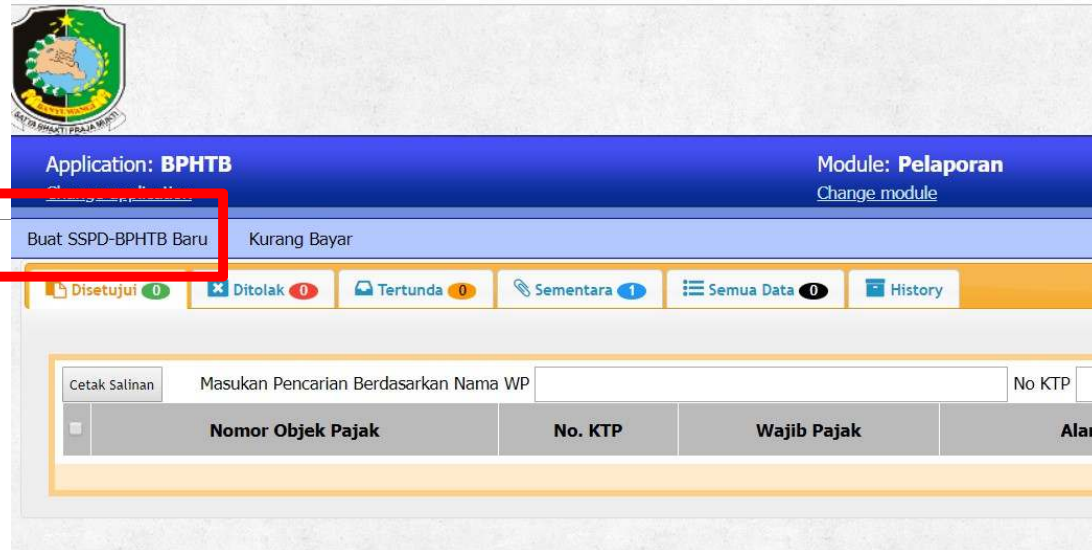 BANYUWANGI
SATYA BHAKTI PRAJA MUKTI
Application: BPHTB
Module: Pelaporan
Change application
Change module
Buat SSPD-BPHTB Baru Kurang Bayar
Disetujui 0 Ditolak 0 Tertunda 0 Sementara 1 Semua Data 0 History
Cetak Salinan Masukan Pencarian Berdasarkan Nama WP No KTP
Nomor Objek Pajak No. KTP Wajib Pajak